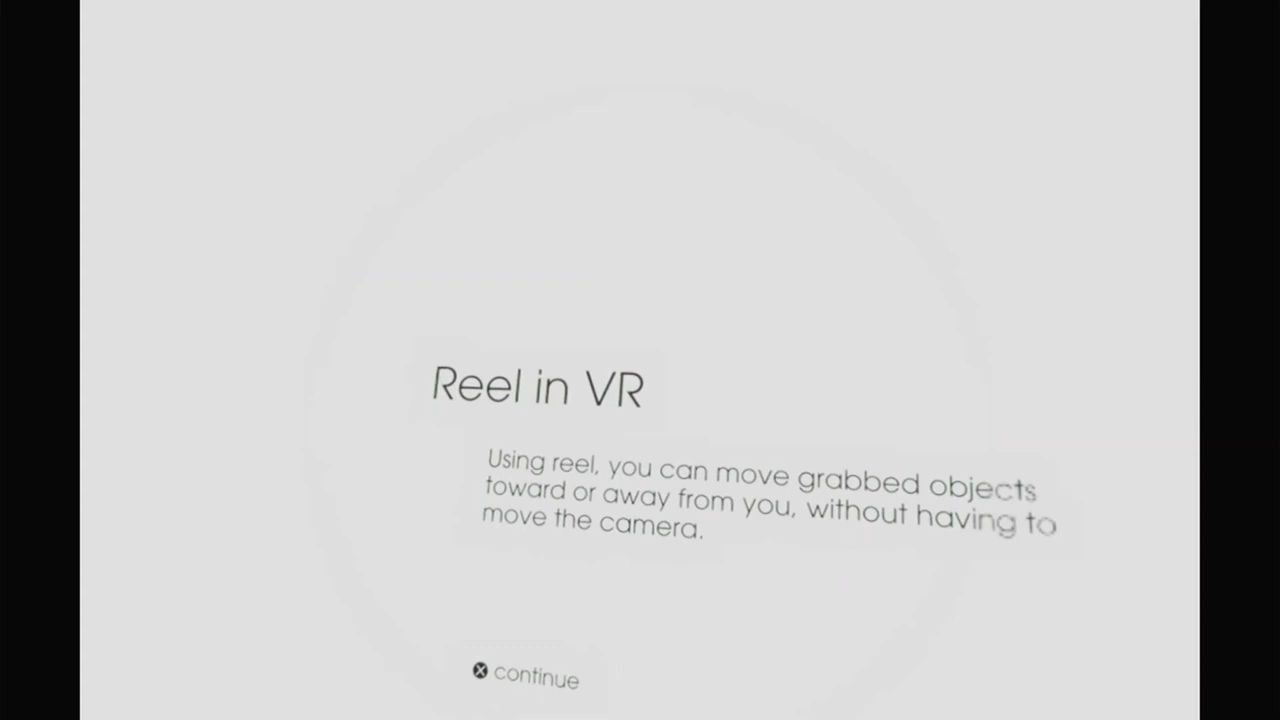 Reel in VR
Using reel, you can move grabbed objects
toward or away from you, without having to
move the camera.
continue